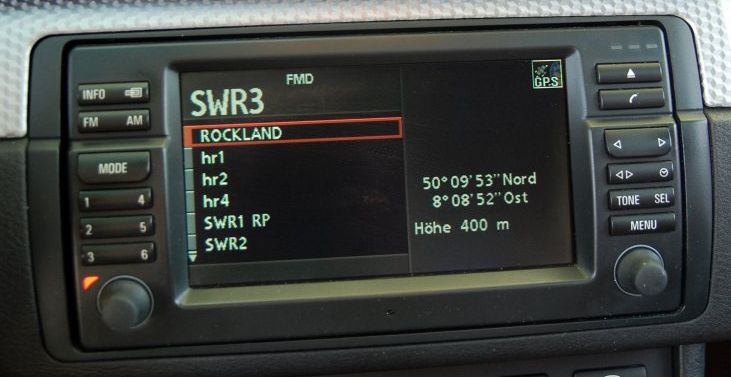 FMD
SWR3
ROCKLAND
hr1
hr2
hr4
SWR1 RP
SWR2
GPS
50° 09' 53" Nord
8° 08' 52" Ost
Höhe 400 m
INFO
FM AM
MODE
1 4
2 5
3 6
TONE SEL
MENU